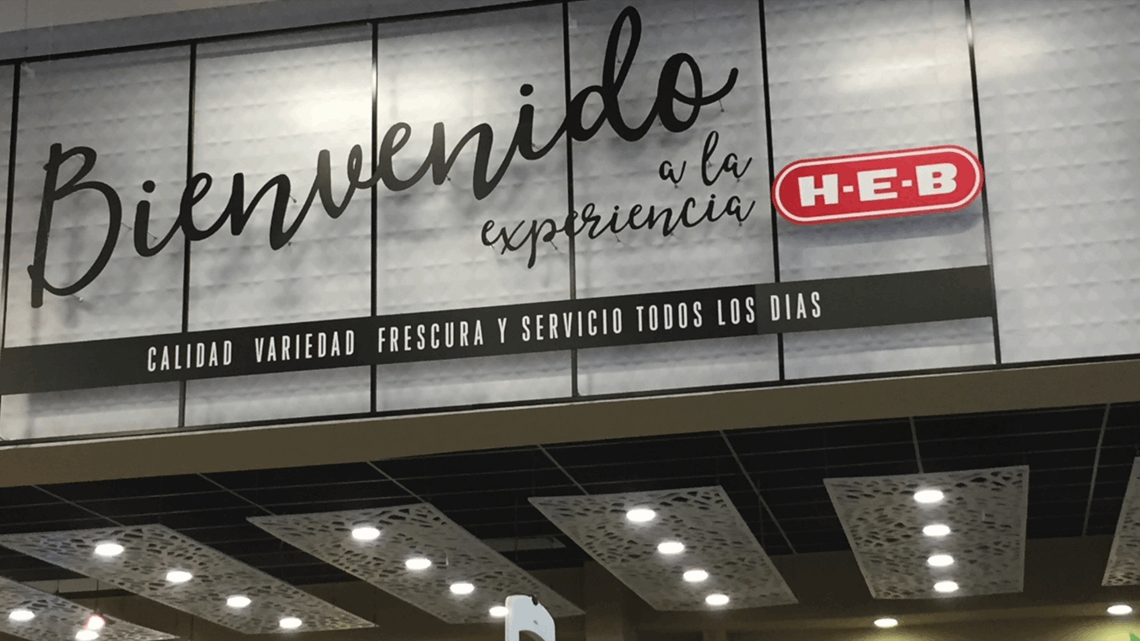 Bienvenido
a la
experiencia
H-E-B
CALIDAD VARIEDAD FRESCURA Y SERVICIO TODOS LOS DIAS